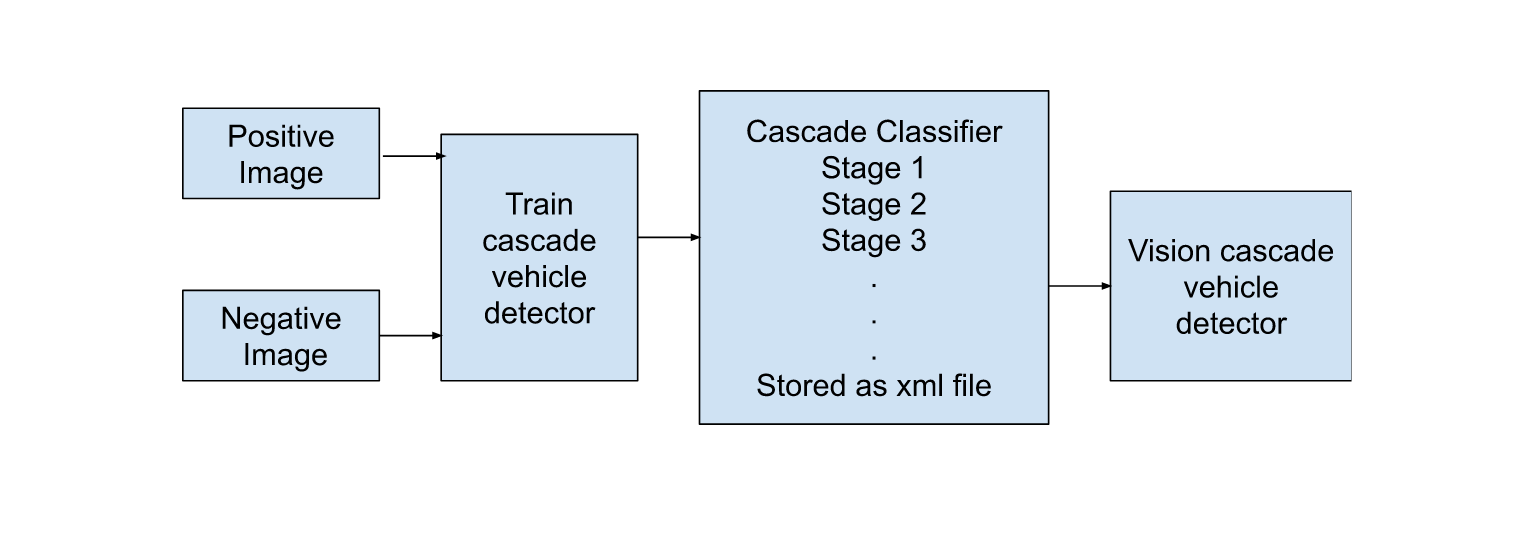 Positive
Image
Negative
Image
Train
cascade
vehicle
detector
Cascade Classifier
Stage 1
Stage 2
Stage 3
.
.
.
Stored as xml file
Vision cascade
vehicle
detector